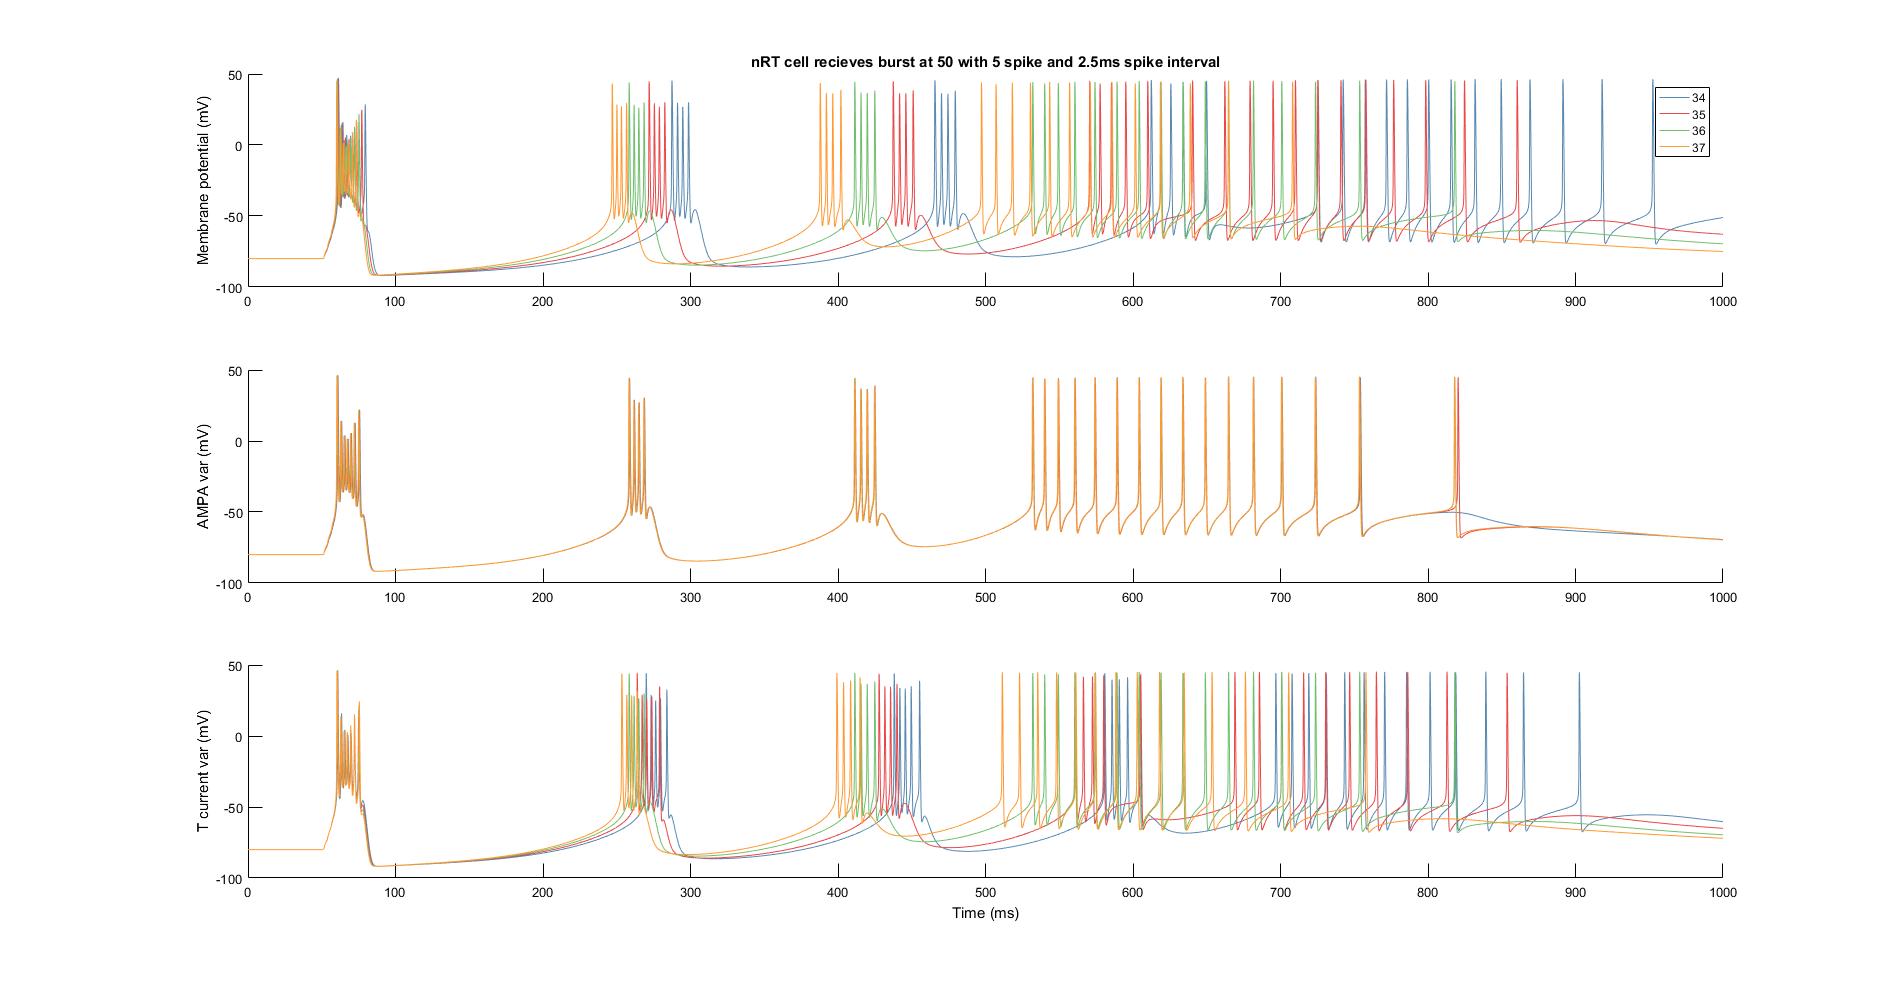 nRT cell recieves burst at 50 with 5 spike and 2.5ms spike interval
50
0
-50
-100
Membrane potential (mV)
34
35
36
37
0 100 200 300 400 500 600 700 800 900 1000
50
0
-50
-100
AMPA var (mV)
0 100 200 300 400 500 600 700 800 900 1000
50
0
-50
-100
T current var (mV)
0 100 200 300 400 500 600 700 800 900 1000
Time (ms)